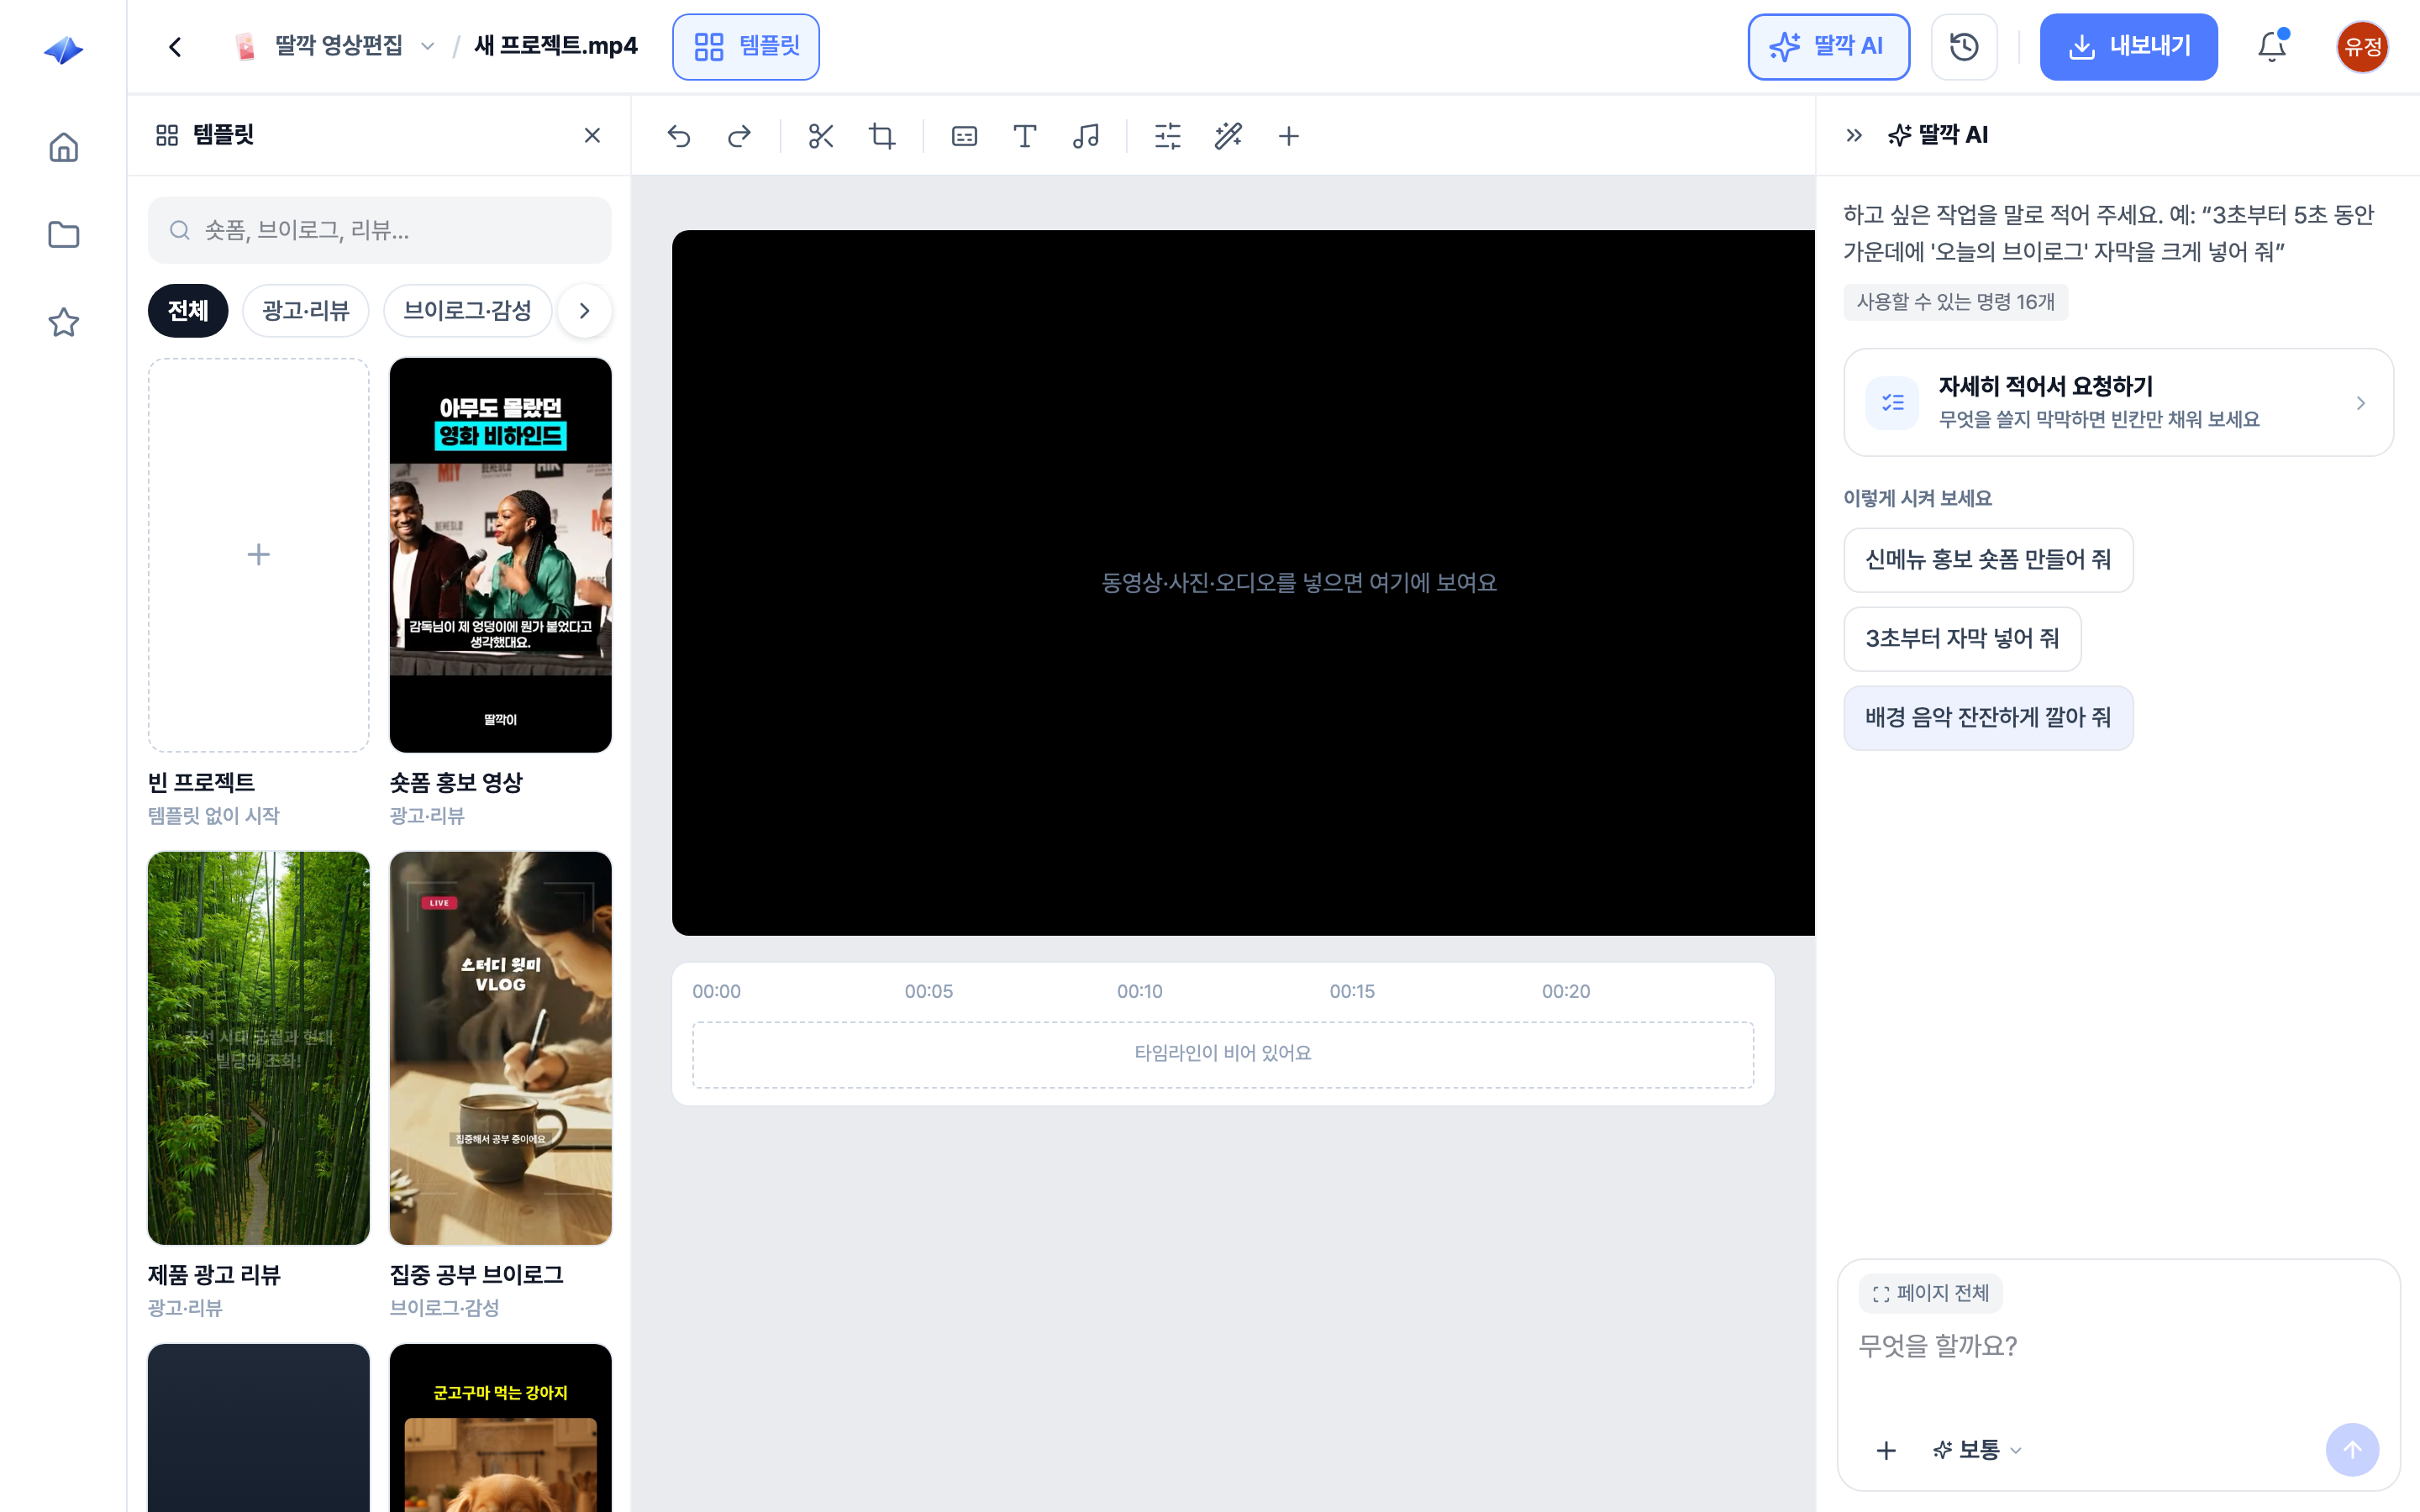 딸깍 영상편집 / 새 프로젝트.mp4
템플릿
딸깍 AI
내보내기
유정
템플릿
숏폼, 브이로그, 리뷰...
전체
광고·리뷰
브이로그·감성
아무도 몰랐던
영화 비하인드
감독님이 제 엉덩이에 뭔가 붙었다고
생각했대요.
딸깍이
빈 프로젝트
템플릿 없이 시작
숏폼 홍보 영상
광고·리뷰
조선 시대 궁궐과 현대
빌딩의 조화!
LIVE
스터디 윗미
VLOG
집중해서 공부 중이에요
제품 광고 리뷰
광고·리뷰
집중 공부 브이로그
브이로그·감성
군고구마 먹는 강아지
동영상·사진·오디오를 넣으면 여기에 보여요
00:00
00:05
00:10
00:15
00:20
타임라인이 비어 있어요
딸깍 AI
하고 싶은 작업을 말로 적어 주세요. 예: “3초부터 5초 동안
가운데에 '오늘의 브이로그' 자막을 크게 넣어 줘”
사용할 수 있는 명령 16개
자세히 적어서 요청하기
무엇을 쓸지 막막하면 빈칸만 채워 보세요
이렇게 시켜 보세요
신메뉴 홍보 숏폼 만들어 줘
3초부터 자막 넣어 줘
배경 음악 잔잔하게 깔아 줘
페이지 전체
무엇을 할까요?
보통